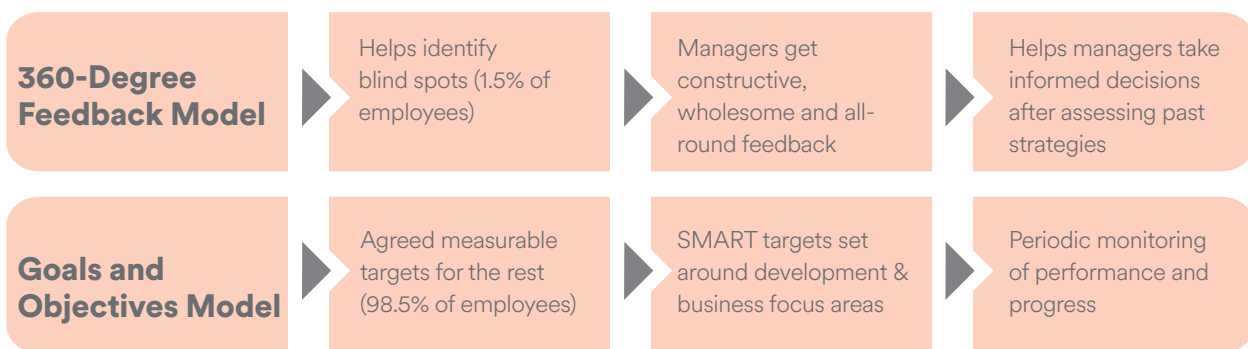 360-Degree
Feedback Model
Helps identify
blind spots (1.5% of
employees)
Managers get
constructive,
wholesome and all-
round feedback
Helps managers take
informed decisions
after assessing past
strategies
Goals and
Objectives Model
Agreed measurable
targets for the rest
(98.5% of employees)
SMART targets set
around development &
business focus areas
Periodic monitoring
of performance and
progress